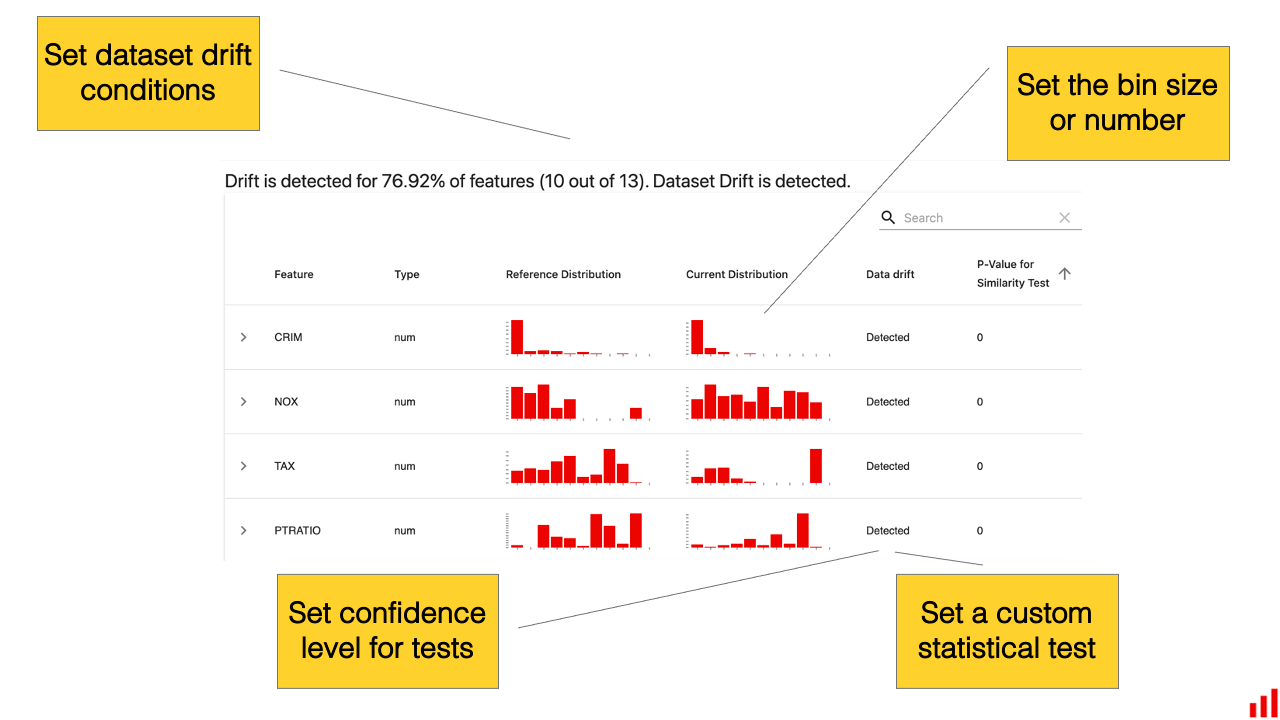 Set dataset drift
conditions
Set the bin size
or number
Drift is detected for 76.92% of features (10 out of 13). Dataset Drift is detected.
Search
Feature Type Reference Distribution Current Distribution Data drift P-Value for
Similarity Test
CRIM num Detected 0
NOX num Detected 0
TAX num Detected 0
PTRATIO num Detected 0
Set confidence
level for tests
Set a custom
statistical test